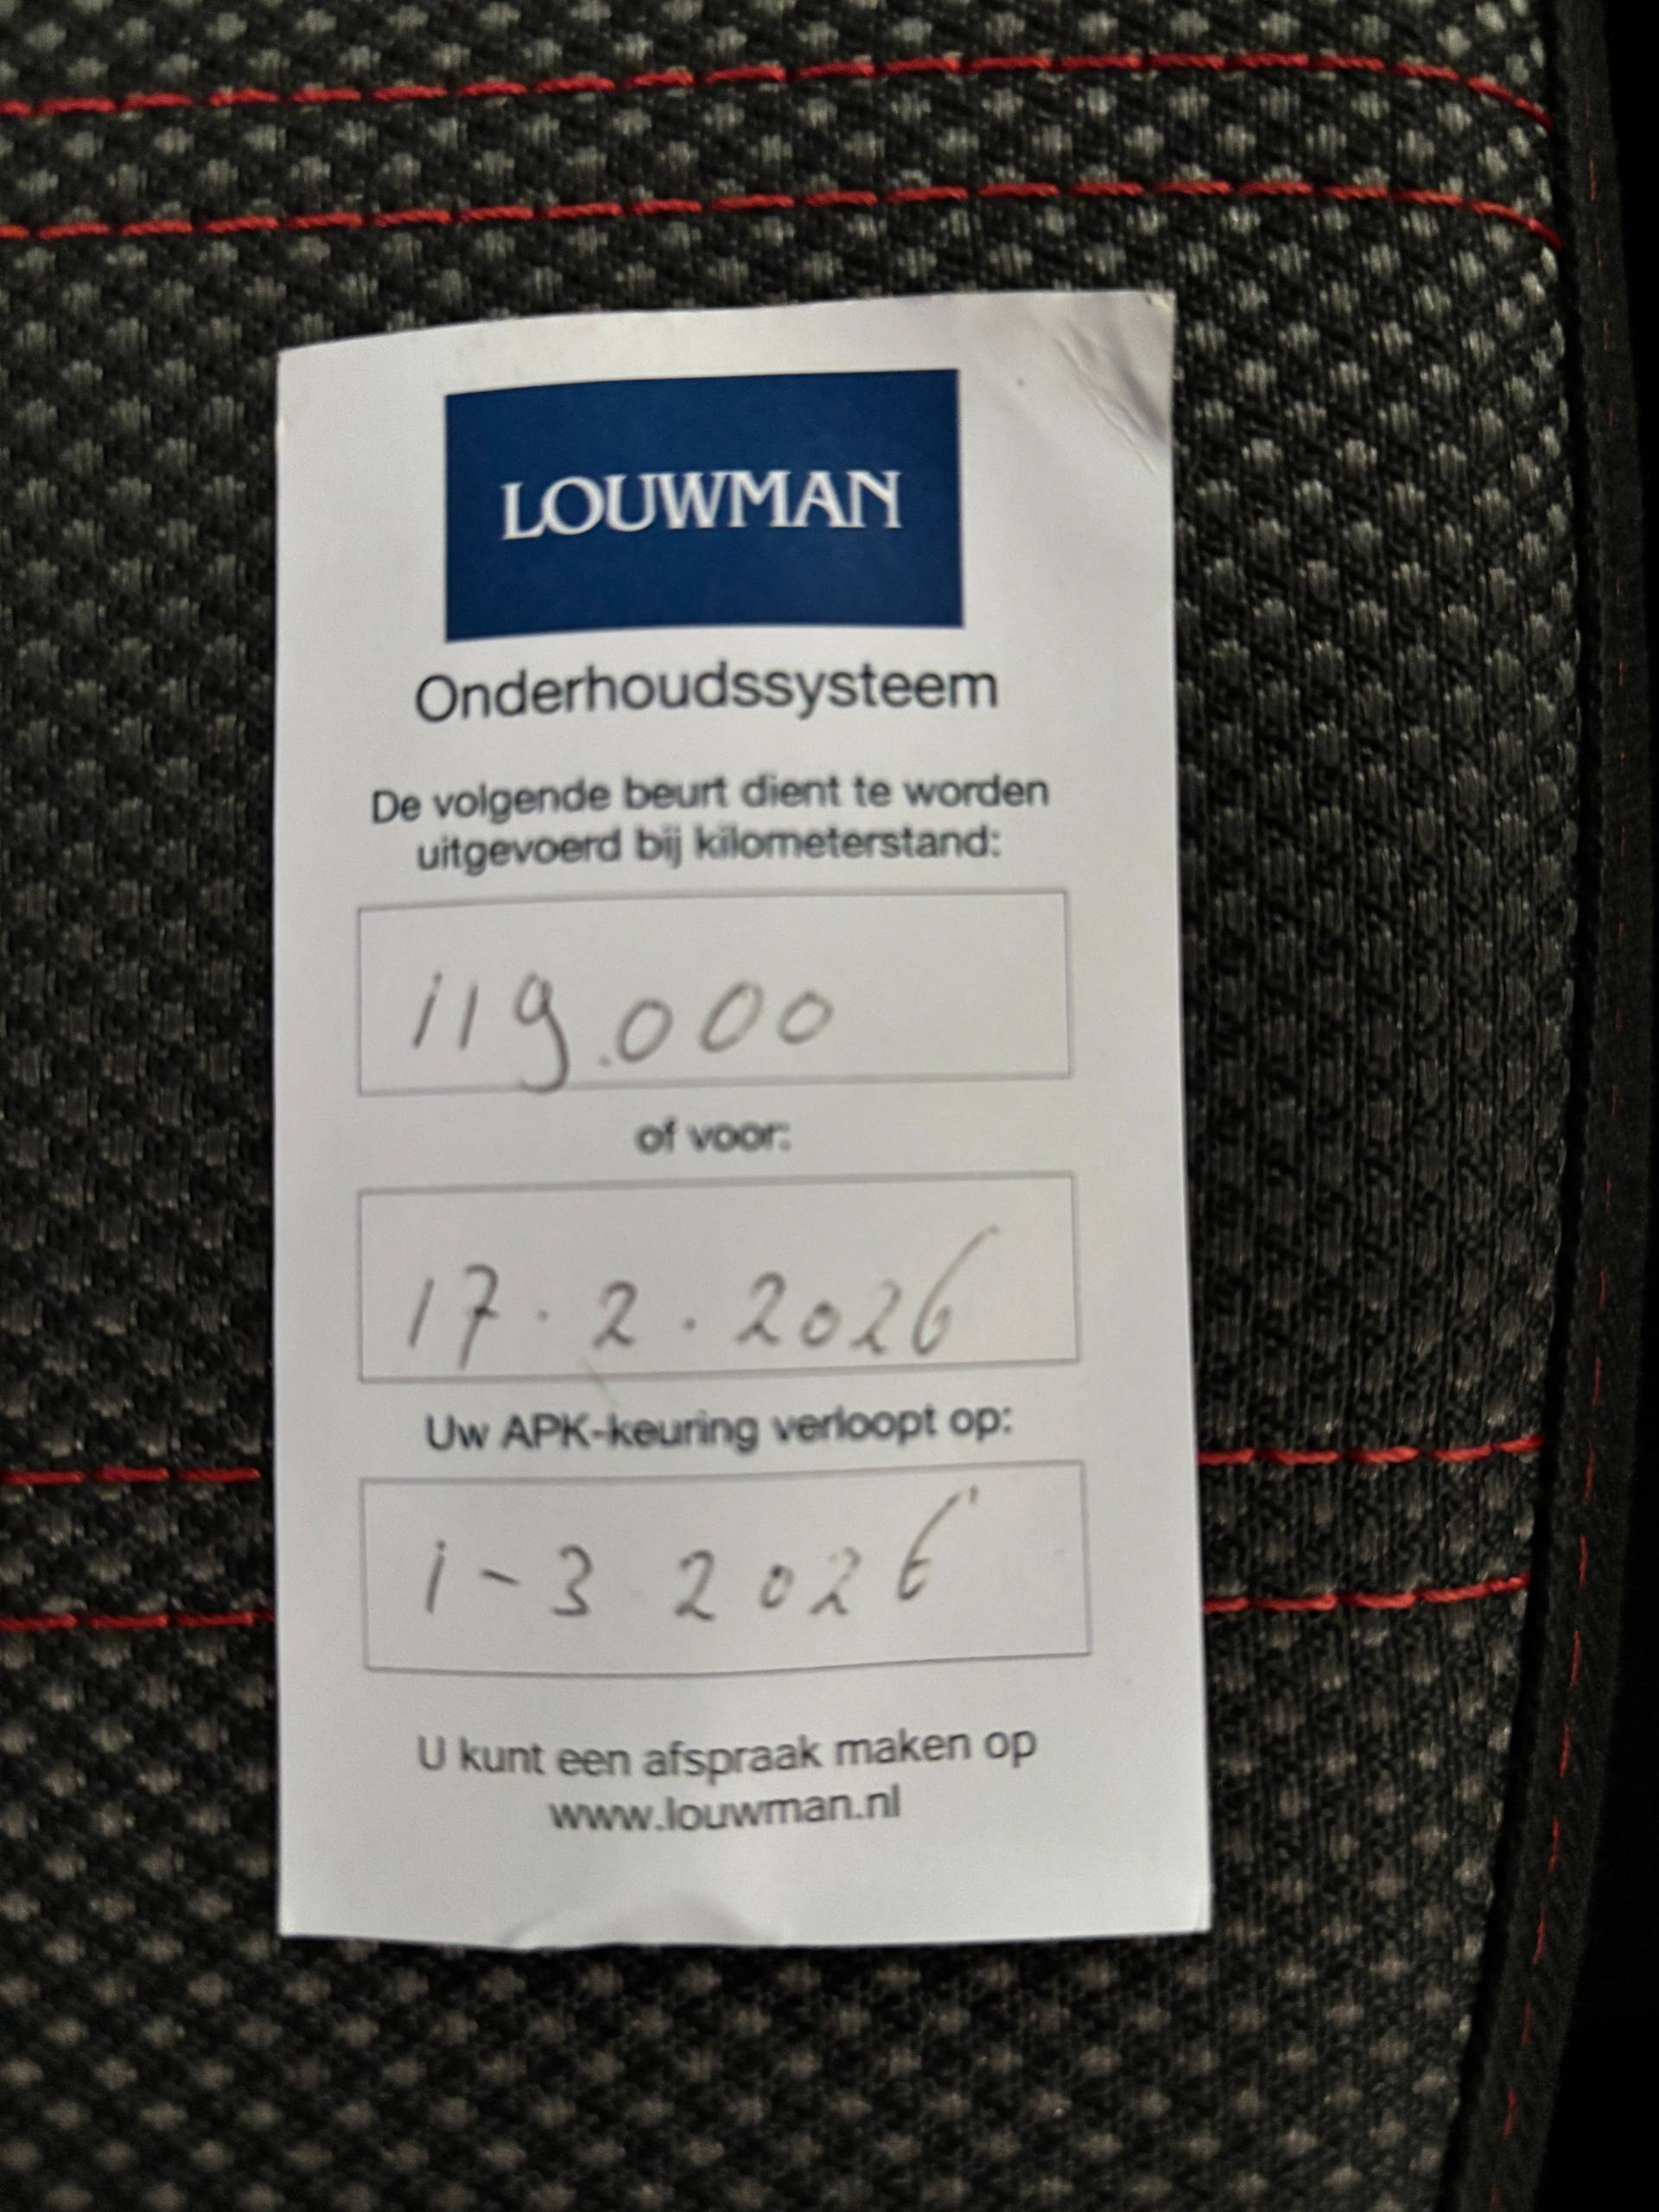 LOUWMAN
Onderhoudssysteem
De volgende beurt dient te worden
uitgevoerd bij kilometerstand:
119.000
of voor:
17.2.2026
Uw APK-keuring verloopt op:
1-3 2026
U kunt een afspraak maken op
www.louwman.nl